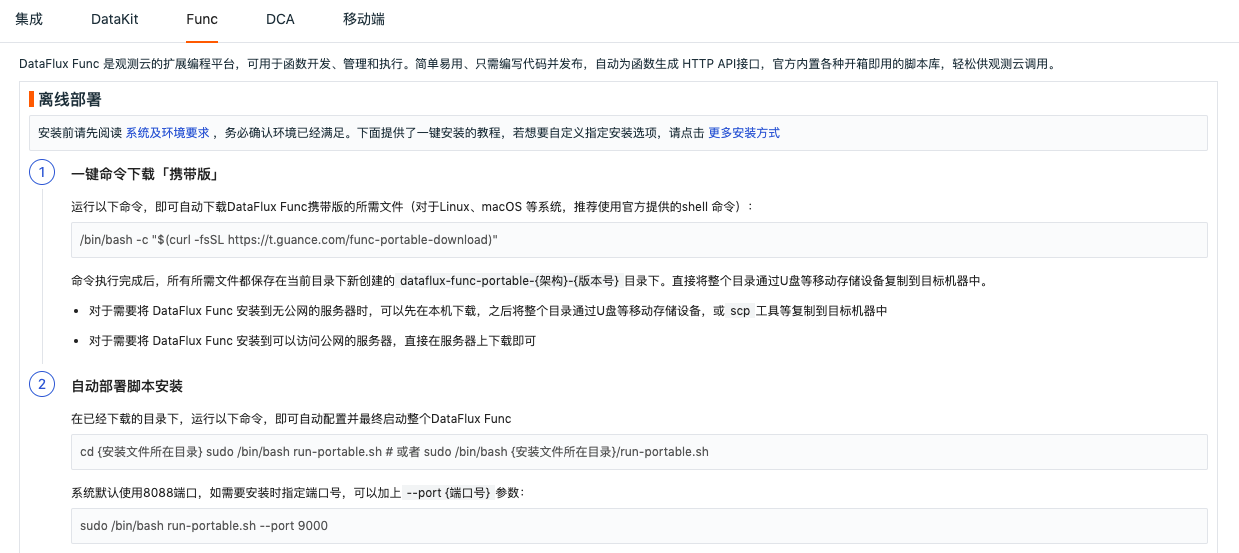 集成 DataKit Func DCA 移动端
DataFlux Func 是观测云的扩展编程平台，可用于函数开发、管理和执行。简单易用、只需编写代码并发布，自动为函数生成 HTTP API接口，官方内置各种开箱即用的脚本库，轻松供观测云调用。
离线部署
安装前请先阅读 系统及环境要求 ，务必确认环境已经满足。下面提供了一键安装的教程，若想要自定义指定安装选项，请点击 更多安装方式
1 一键命令下载「携带版」
运行以下命令，即可自动下载DataFlux Func携带版的所需文件（对于Linux、macOS 等系统，推荐使用官方提供的shell 命令）：
/bin/bash -c "$(curl -fsSL https://t.guance.com/func-portable-download)"
命令执行完成后，所有所需文件都保存在当前目录下新创建的 dataflux-func-portable-{架构}-{版本号} 目录下。直接将整个目录通过U盘等移动存储设备复制到目标机器中。
• 对于需要将 DataFlux Func 安装到无公网的服务器时，可以先在本机下载，之后将整个目录通过U盘等移动存储设备，或 scp 工具等复制到目标机器中
• 对于需要将 DataFlux Func 安装到可以访问公网的服务器，直接在服务器上下载即可
2 自动部署脚本安装
在已经下载的目录下，运行以下命令，即可自动配置并最终启动整个DataFlux Func
cd {安装文件所在目录} sudo /bin/bash run-portable.sh # 或者 sudo /bin/bash {安装文件所在目录}/run-portable.sh
系统默认使用8088端口，如需要安装时指定端口号，可以加上 --port {端口号} 参数：
sudo /bin/bash run-portable.sh --port 9000